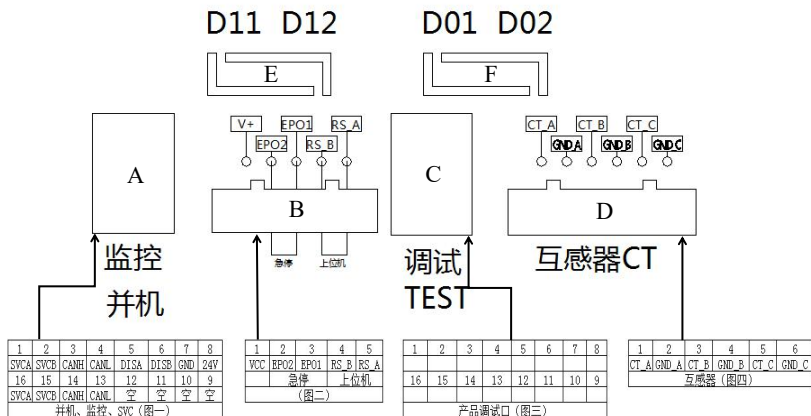 D11 D12 D01 D02
E F
V+ EPO1 RS_A CT_A CT_B CT_C
EPO2 RS_B GND_A GND_B GND_C
A B C D
急停 上位机
监控 调试 互感器CT
并机 TEST
1 2 3 4 5 6 7 8
SVCA SVCB CANH CANL DISA DISB GND 24V
16 15 14 13 12 11 10 9
SVCA SVCB CANH CANL 空 空 空 空
并机、监控、SVC(图一)
1 2 3 4 5
VCC EPO2 EPO1 RS_B RS_A
急停 上位机
(图二)
1 2 3 4 5 6 7 8
16 15 14 13 12 11 10 9
产品调试口(图三)
1 2 3 4 5 6
CT_A GND_A CT_B GND_B CT_C GND_C
互感器(图四)